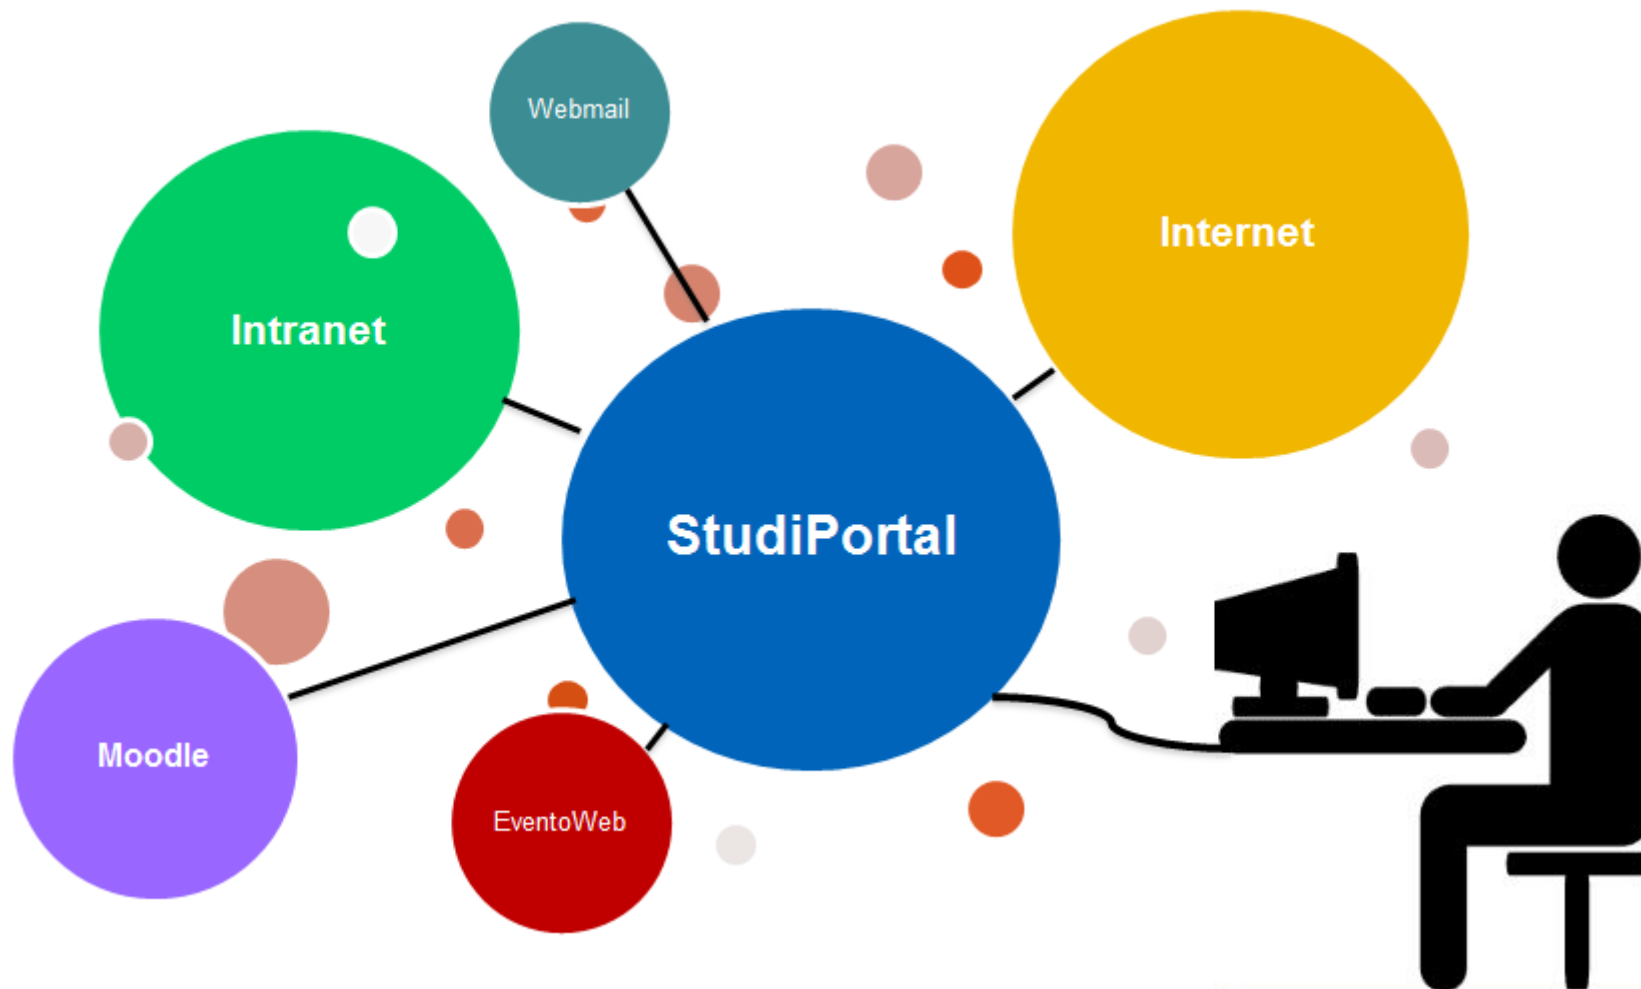 Webmail
Internet
Intranet
StudiPortal
Moodle
EventoWeb